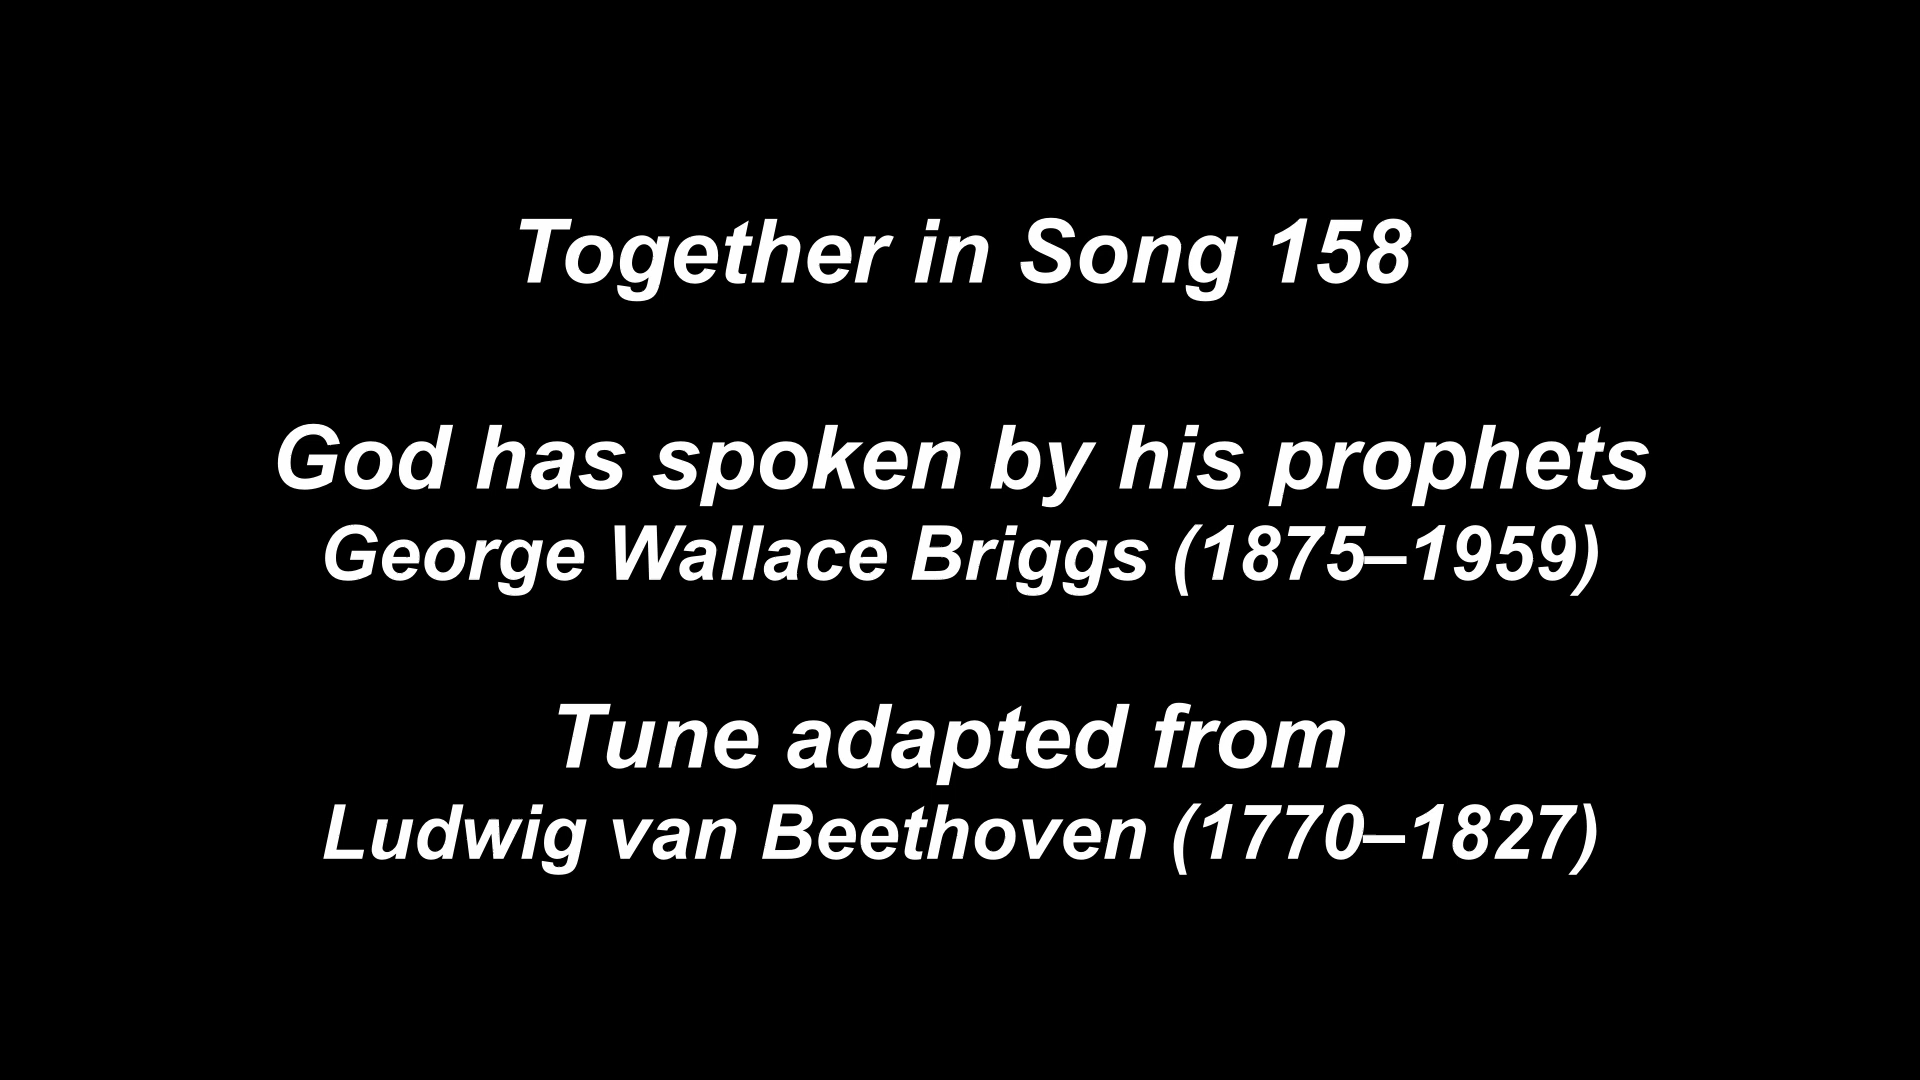 Together in Song 158
God has spoken by his prophets
George Wallace Briggs (1875–1959)
Tune adapted from
Ludwig van Beethoven (1770–1827)